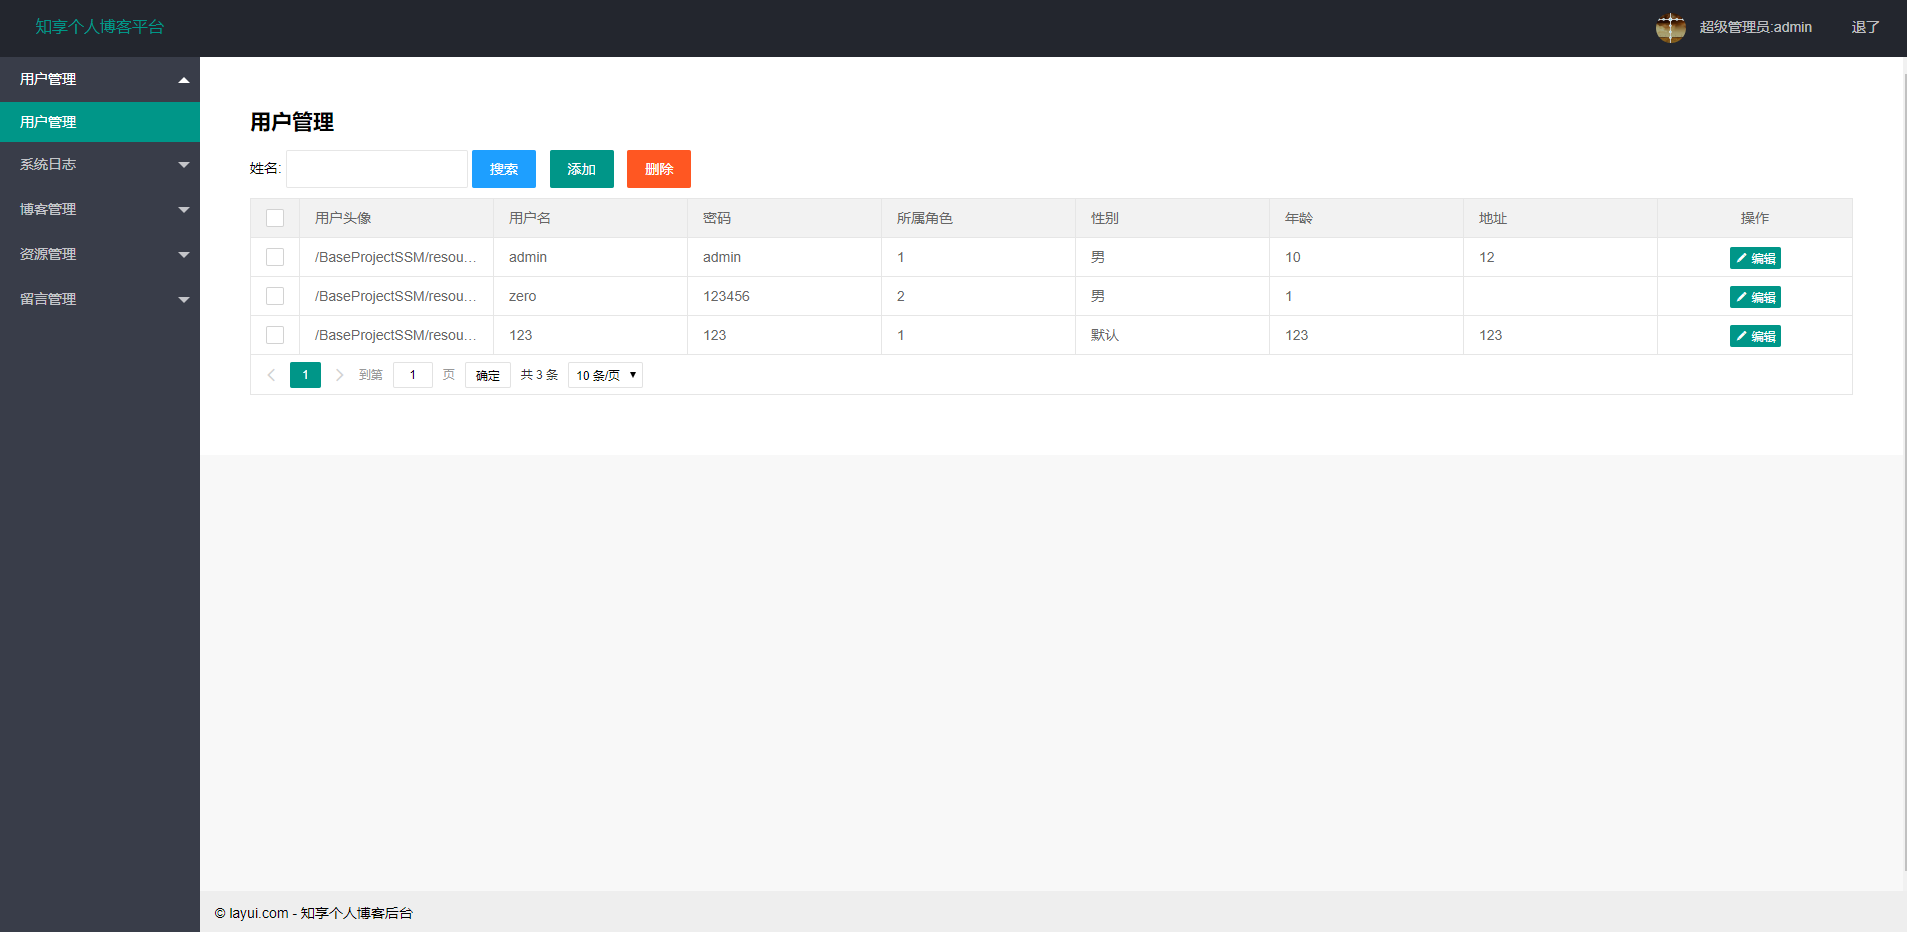 知享个人博客平台
超级管理员:admin 退了
用户管理
用户管理
系统日志
博客管理
资源管理
留言管理
用户管理
姓名: 搜索 添加 删除
用户头像 用户名 密码 所属角色 性别 年龄 地址 操作
/BaseProjectSSM/resou... admin admin 1 男 10 12 编辑
/BaseProjectSSM/resou... zero 123456 2 男 1 编辑
/BaseProjectSSM/resou... 123 123 1 默认 123 123 编辑
1 到第 1 页 确定 共 3 条 10 条/页
© layui.com - 知享个人博客后台